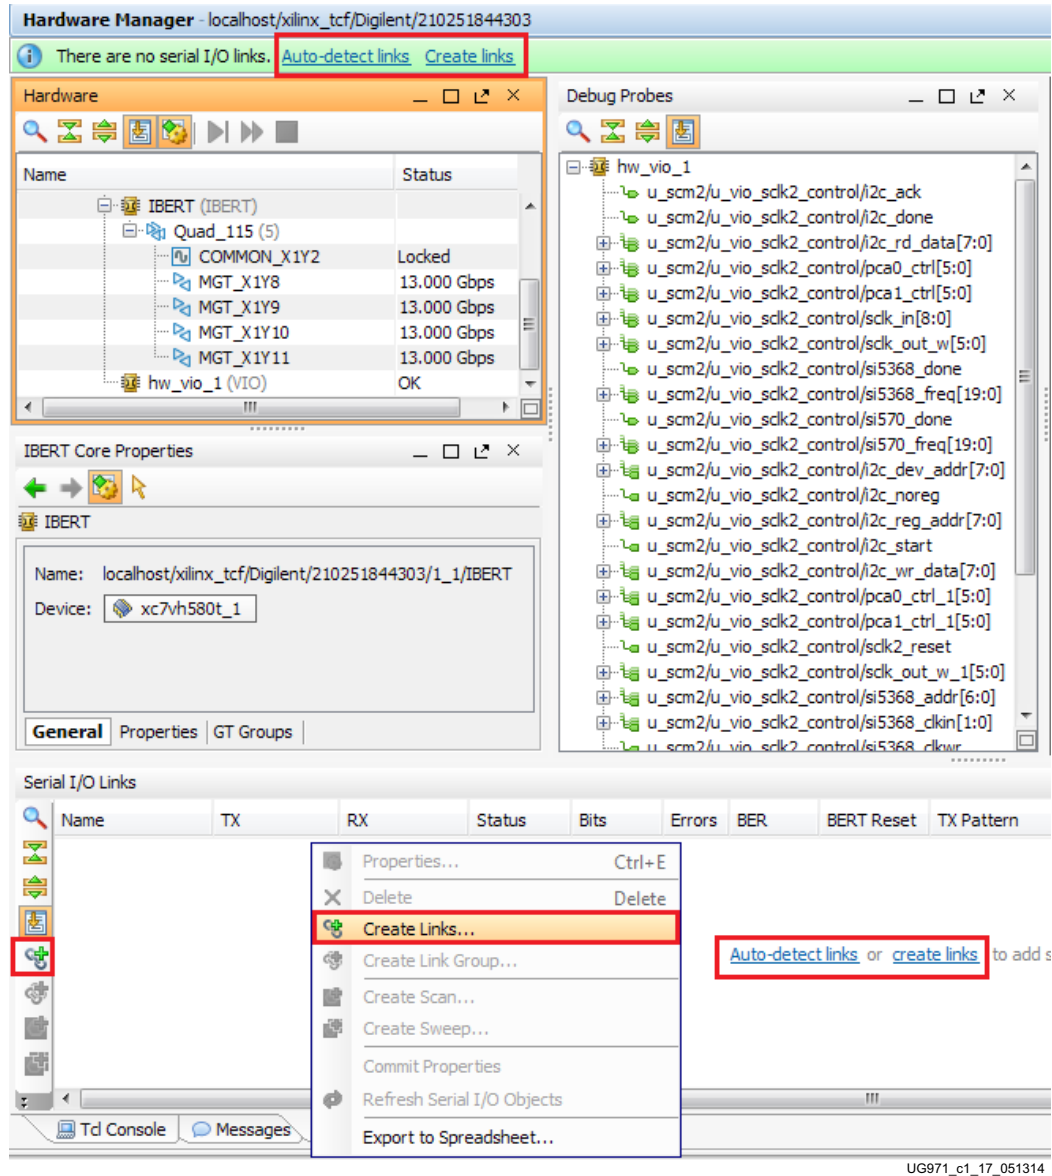 Hardware Manager - localhost/xilinx_tcf/Digilent/210251844303
There are no serial I/O links. Auto-detect links Create links
Hardware
Name Status
IBERT (IBERT)
Quad_115 (5)
COMMON_X1Y2 Locked
MGT_X1Y8 13.000 Gbps
MGT_X1Y9 13.000 Gbps
MGT_X1Y10 13.000 Gbps
MGT_X1Y11 13.000 Gbps
hw_vio_1 (VIO) OK
IBERT Core Properties
IBERT
Name: localhost/xilinx_tcf/Digilent/210251844303/1_1/IBERT
Device: xc7vh580t_1
General Properties GT Groups
Debug Probes
hw_vio_1
u_scm2/u_vio_sclk2_control/i2c_ack
u_scm2/u_vio_sclk2_control/i2c_done
u_scm2/u_vio_sclk2_control/i2c_rd_data[7:0]
u_scm2/u_vio_sclk2_control/pca0_ctrl[5:0]
u_scm2/u_vio_sclk2_control/pca1_ctrl[5:0]
u_scm2/u_vio_sclk2_control/sclk_in[8:0]
u_scm2/u_vio_sclk2_control/sclk_out_w[5:0]
u_scm2/u_vio_sclk2_control/si5368_done
u_scm2/u_vio_sclk2_control/si5368_freq[19:0]
u_scm2/u_vio_sclk2_control/si570_done
u_scm2/u_vio_sclk2_control/si570_freq[19:0]
u_scm2/u_vio_sclk2_control/i2c_dev_addr[7:0]
u_scm2/u_vio_sclk2_control/i2c_noreg
u_scm2/u_vio_sclk2_control/i2c_reg_addr[7:0]
u_scm2/u_vio_sclk2_control/i2c_start
u_scm2/u_vio_sclk2_control/i2c_wr_data[7:0]
u_scm2/u_vio_sclk2_control/pca0_ctrl_1[5:0]
u_scm2/u_vio_sclk2_control/pca1_ctrl_1[5:0]
u_scm2/u_vio_sclk2_control/sclk2_reset
u_scm2/u_vio_sclk2_control/sclk_out_w_1[5:0]
u_scm2/u_vio_sclk2_control/si5368_addr[6:0]
u_scm2/u_vio_sclk2_control/si5368_clkin[1:0]
u_scm2/u_vio_sclk2_control/si5368_clkwr
Serial I/O Links
Name TX RX Status Bits Errors BER BERT Reset TX Pattern
Properties... Ctrl+E
Delete Delete
Create Links...
Create Link Group...
Create Scan...
Create Sweep...
Commit Properties
Refresh Serial I/O Objects
Export to Spreadsheet...
Auto-detect links or create links to add s
Tcl Console Messages
UG971_c1_17_051314